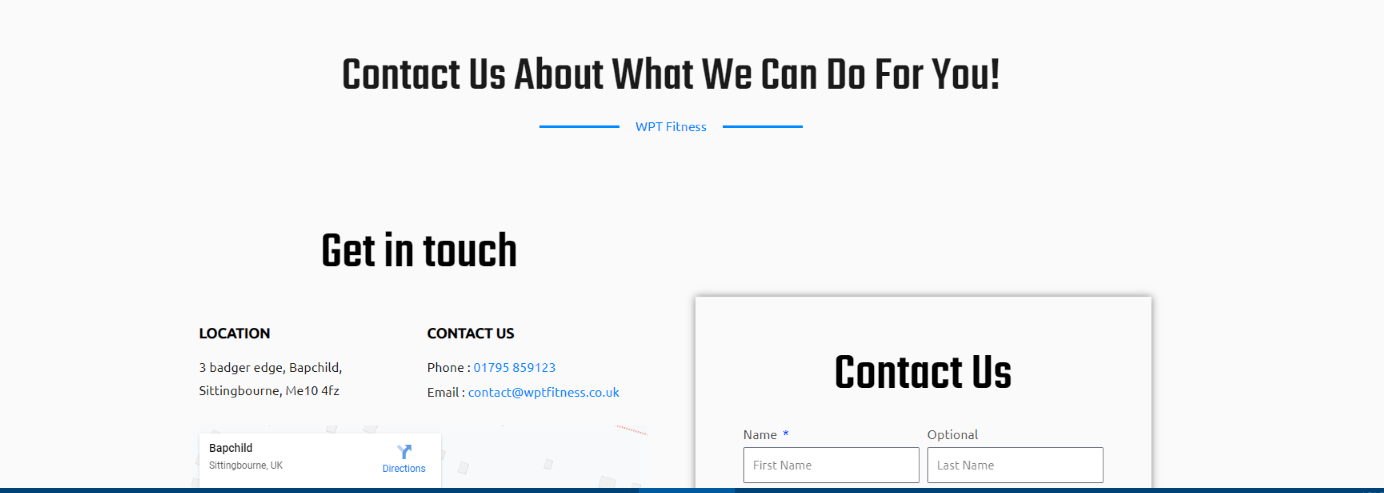 Contact Us About What We Can Do For You!
WPT Fitness
Get in touch
LOCATION
3 badger edge, Bapchild,
Sittingbourne, Me10 4fz
CONTACT US
Phone : 01795 859123
Email : contact@wptfitness.co.uk
Bapchild
Sittingbourne, UK
Directions
Contact Us
Name *
Optional
First Name
Last Name